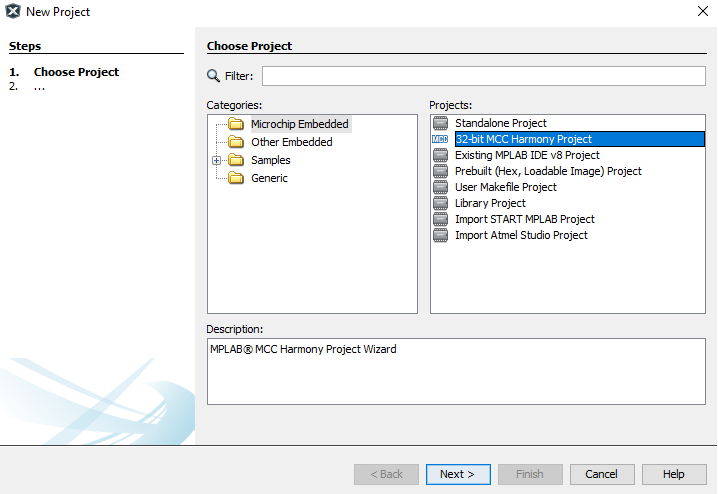 New Project
Steps
1. Choose Project
2. ...
Choose Project
Filter:
Categories:
Microchip Embedded
Other Embedded
Samples
Generic
Projects:
Standalone Project
32-bit MCC Harmony Project
Existing MPLAB IDE v8 Project
Prebuilt (Hex, Loadable Image) Project
User Makefile Project
Library Project
Import START MPLAB Project
Import Atmel Studio Project
Description:
MPLAB® MCC Harmony Project Wizard
< Back
Next >
Finish
Cancel
Help